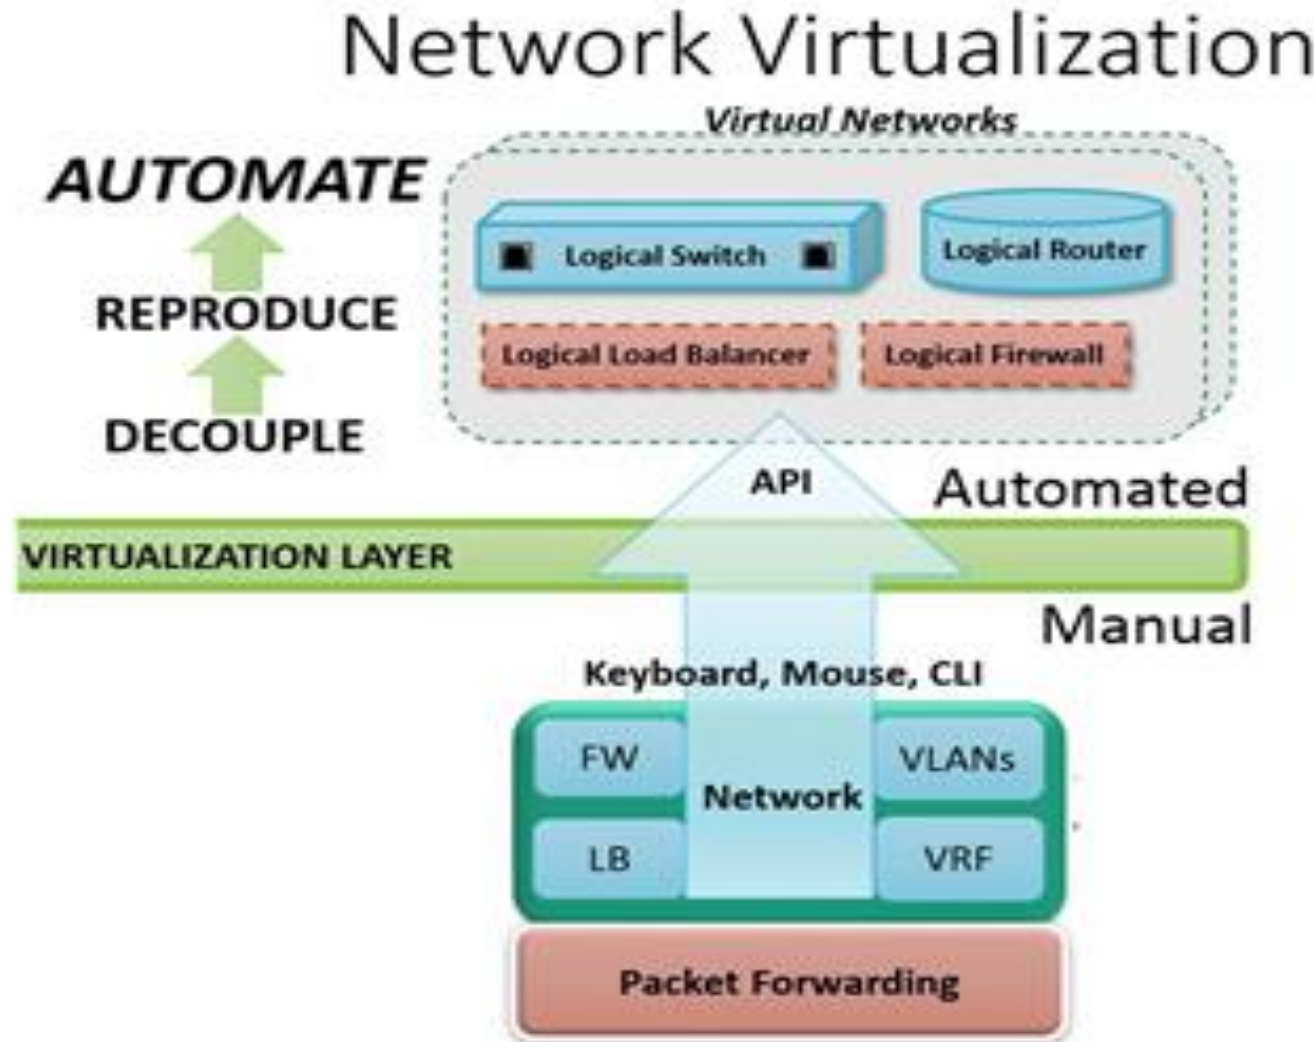 Network Virtualization
Virtual Networks
AUTOMATE
REPRODUCE
DECOUPLE
Logical Switch
Logical Router
Logical Load Balancer
Logical Firewall
API
Automated
VIRTUALIZATION LAYER
Manual
Keyboard, Mouse, CLI
FW
VLANs
Network
LB
VRF
Packet Forwarding